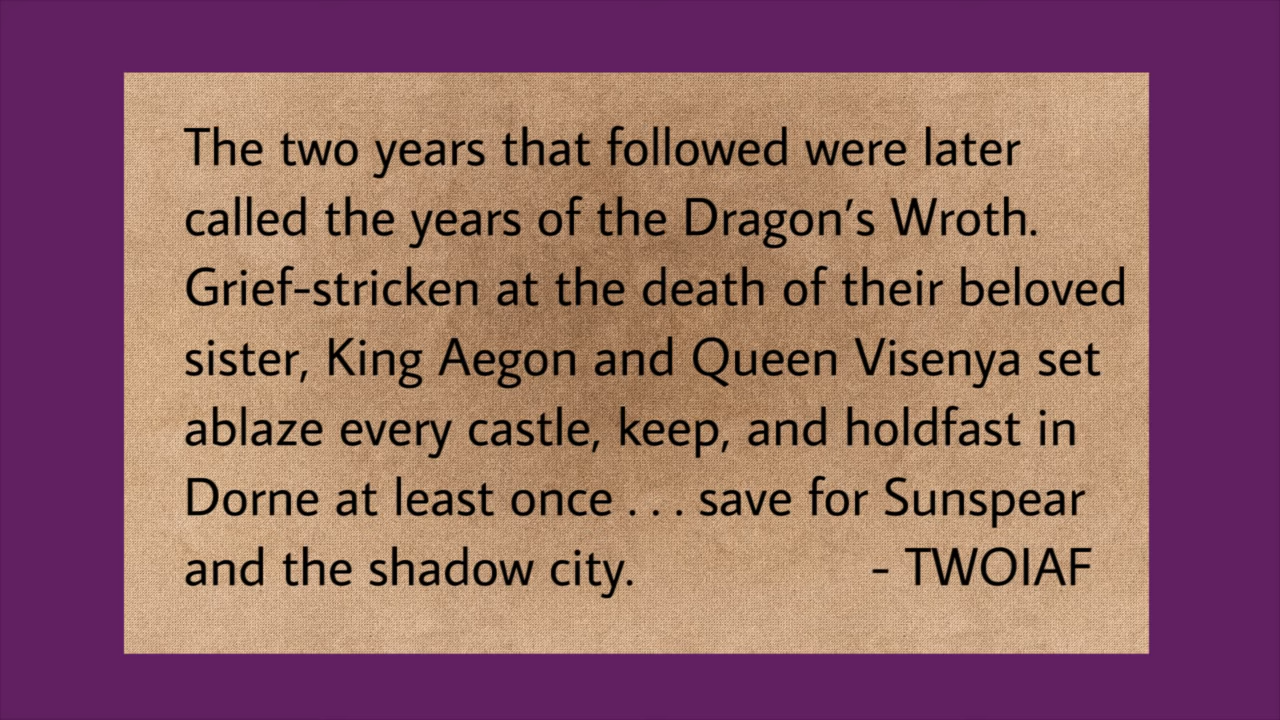 The two years that followed were later
called the years of the Dragon’s Wroth.
Grief-stricken at the death of their beloved
sister, King Aegon and Queen Visenya set
ablaze every castle, keep, and holdfast in
Dorne at least once . . . save for Sunspear
and the shadow city. - TWOIAF